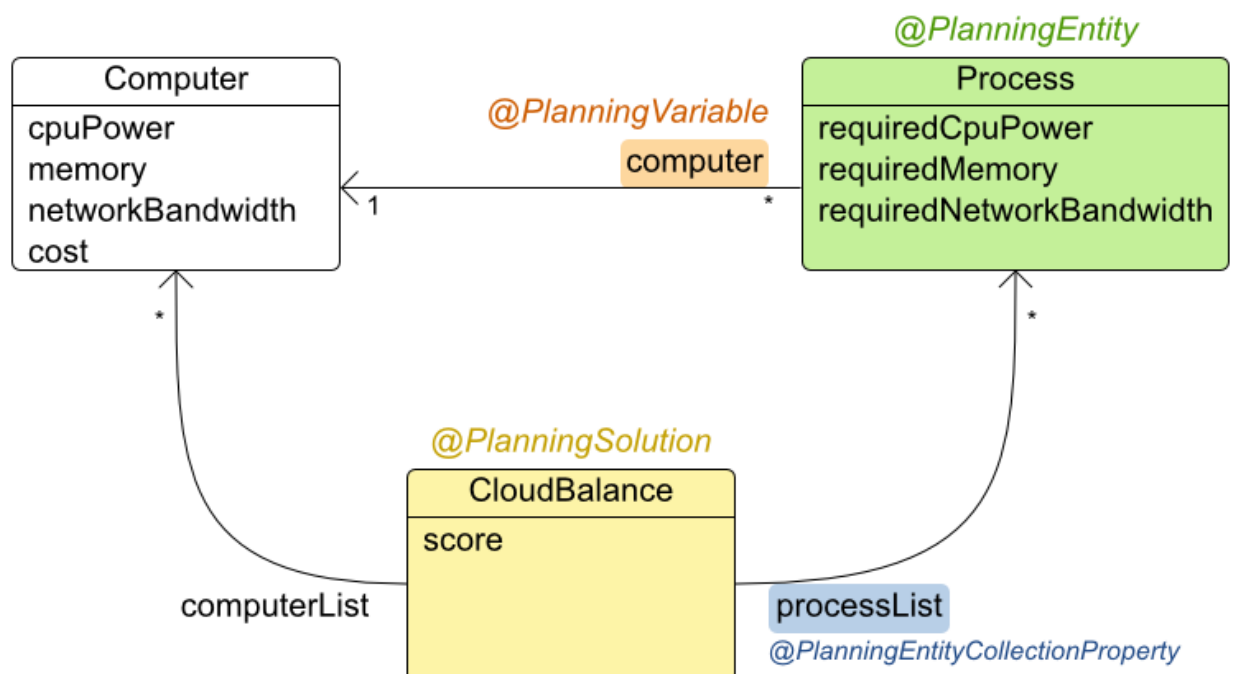 @PlanningEntity
Computer
cpuPower
memory
networkBandwidth
cost
@PlanningVariable
computer
1
*
Process
requiredCpuPower
requiredMemory
requiredNetworkBandwidth
*
*
@PlanningSolution
CloudBalance
score
computerList
processList
@PlanningEntityCollectionProperty